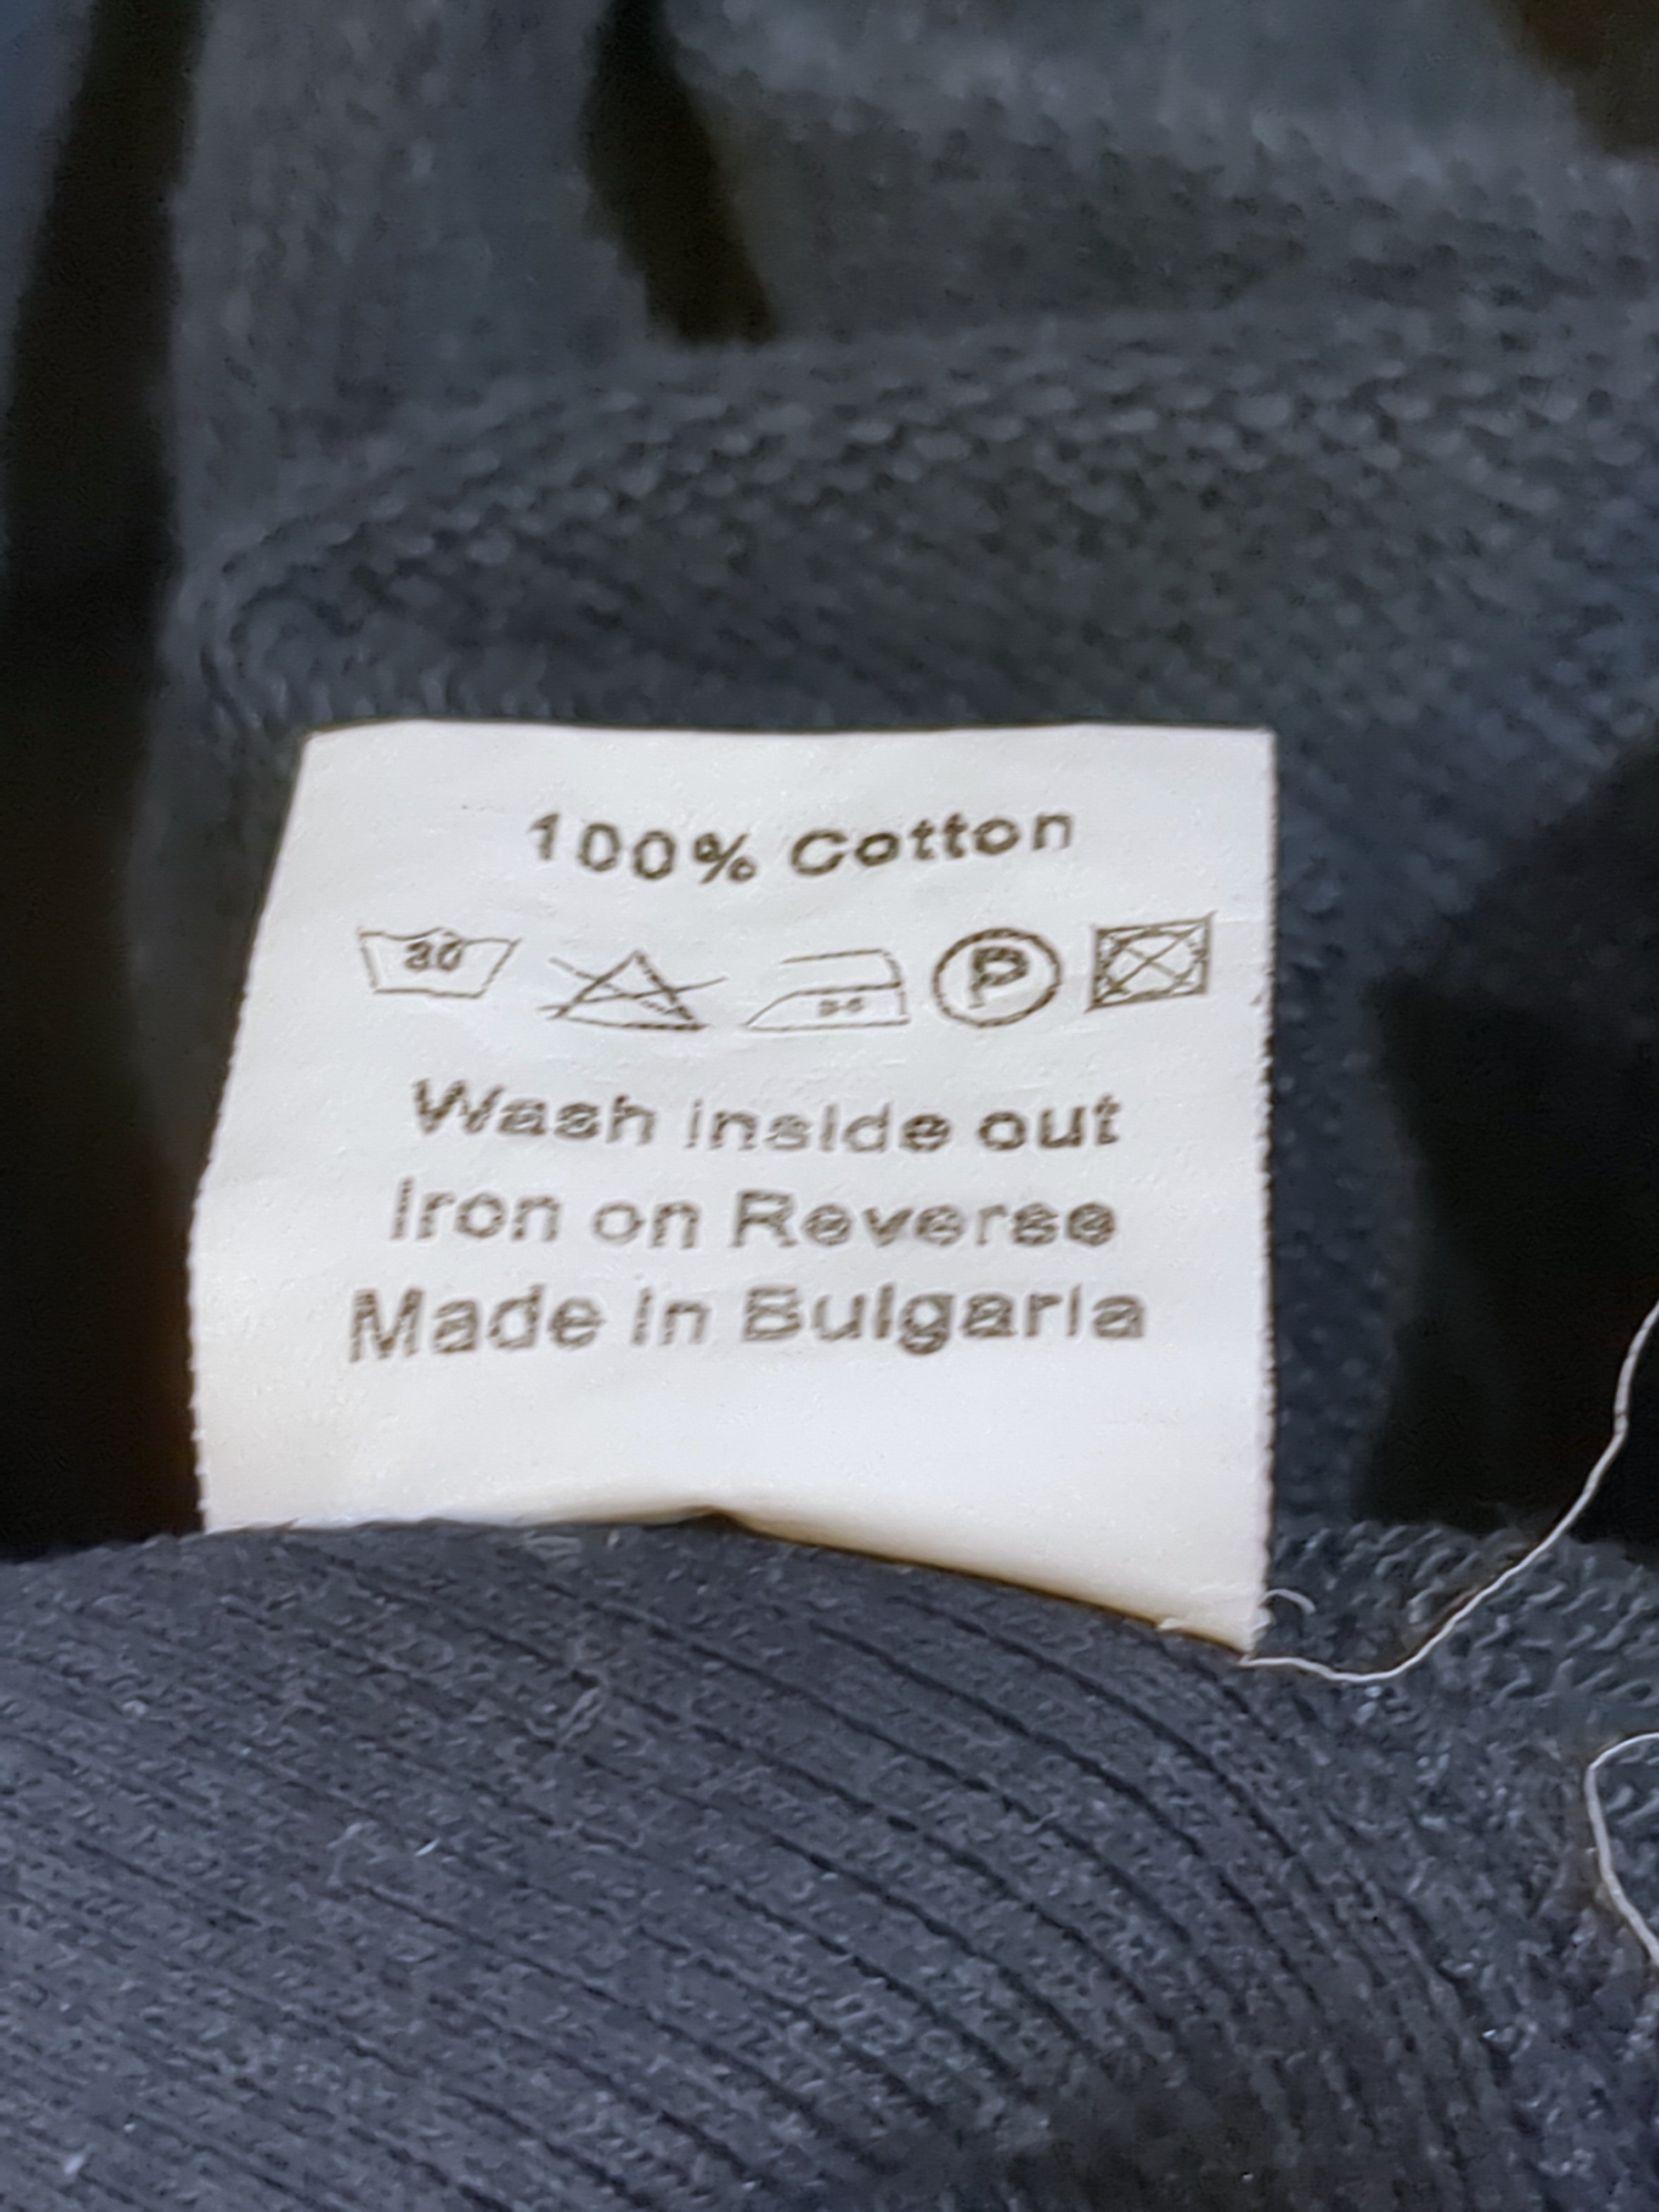 100% Cotton
30 P
Wash inside out
Iron on Reverse
Made in Bulgaria